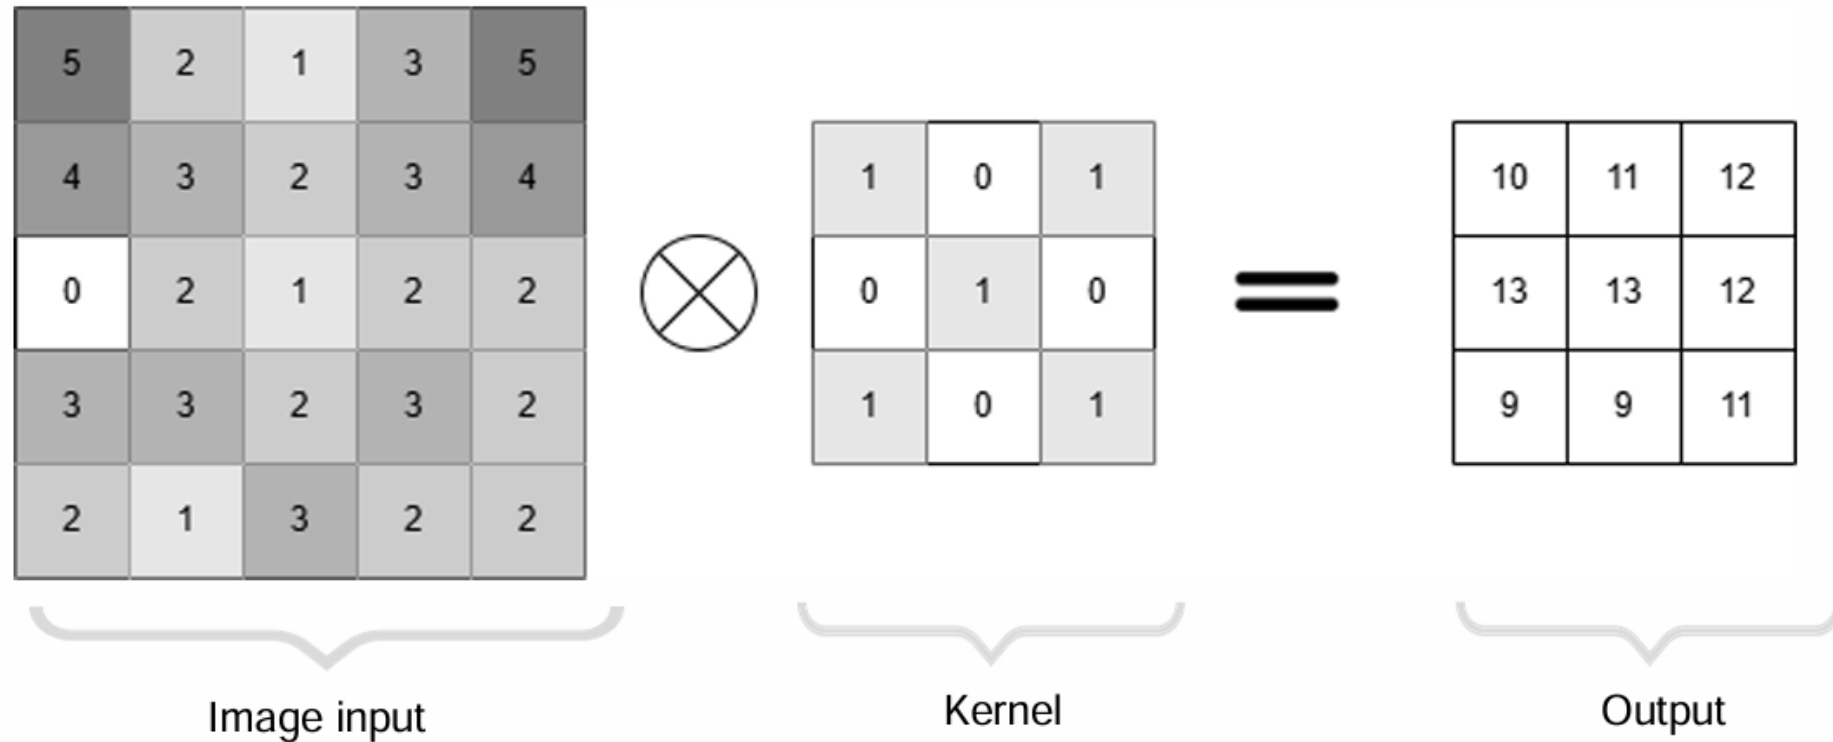 5 2 1 3 5
4 3 2 3 4
0 2 1 2 2
3 3 2 3 2
2 1 3 2 2
1 0 1
0 1 0
1 0 1
=
10 11 12
13 13 12
9 9 11
Image input
Kernel
Output